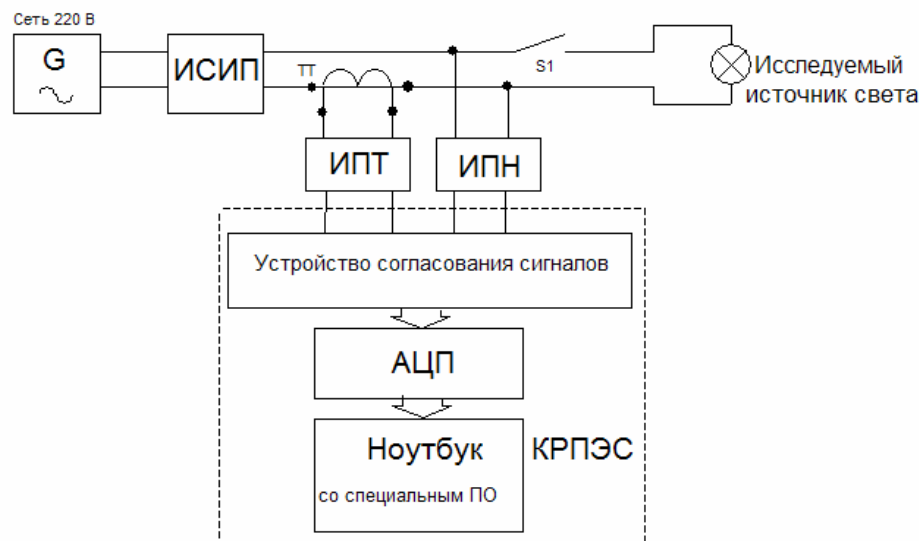 Сеть 220 В
G
ИСИП
ТТ
S1
Исследуемый
источник света
ИПТ
ИПН
Устройство согласования сигналов
АЦП
Ноутбук
КРПЭС
со специальным ПО